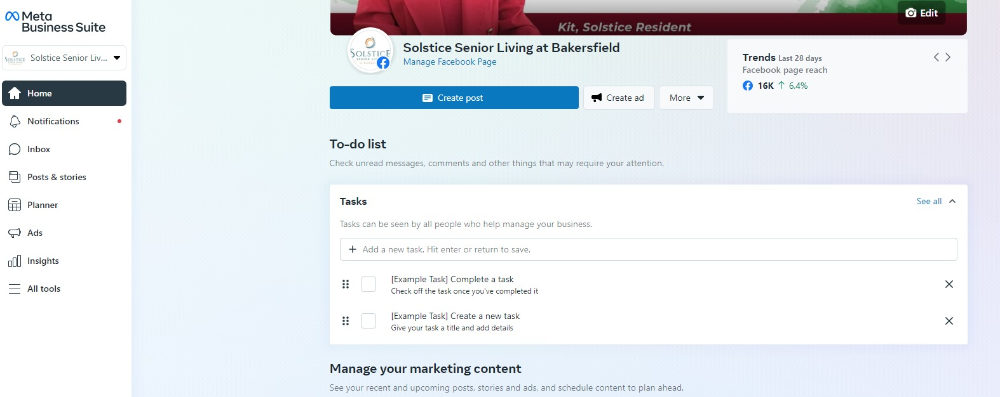 Meta
Business Suite
Solstice Senior Liv...
Home
Notifications
Inbox
Posts & stories
Planner
Ads
Insights
All tools
Kit, Solstice Resident
Edit
SOLSTICE
SENIOR LIVING
Solstice Senior Living at Bakersfield
Manage Facebook Page
Create post
Create ad
More
Trends Last 28 days
Facebook page reach
16K ↑ 6.4%
To-do list
Check unread messages, comments and other things that may require your attention.
Tasks
See all
Tasks can be seen by all people who help manage your business.
Add a new task. Hit enter or return to save.
[Example Task] Complete a task
Check off the task once you've completed it
[Example Task] Create a new task
Give your task a title and add details
Manage your marketing content
See your recent and upcoming posts, stories and ads, and schedule content to plan ahead.